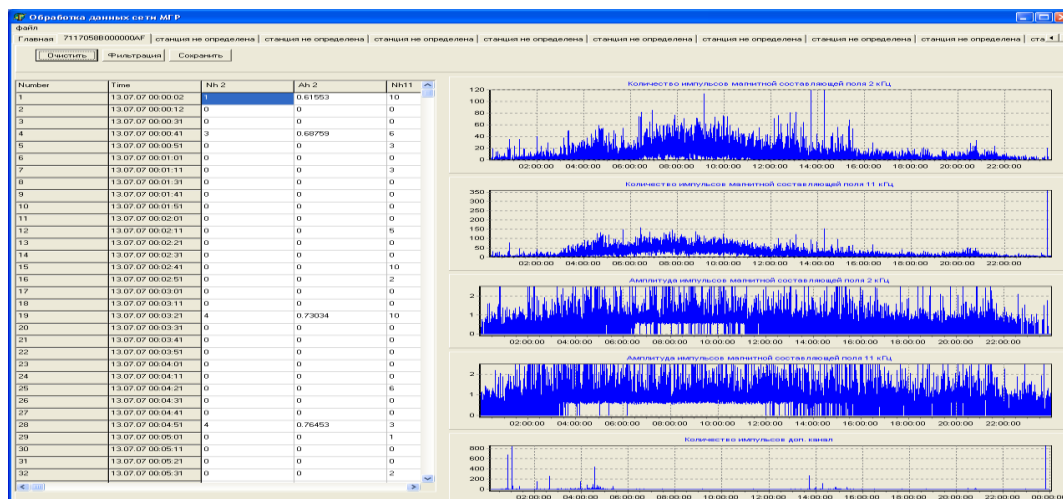 Обработка данных сети МГР
файл
Главная 7117058B000000AF станция не определена станция не определена станция не определена станция не определена станция не определена станция не определена станция не определена станция не определена ста
Очистить Фильтрация Сохранить
Number Time Nh 2 Ah 2 Nh11
1 13.07.07 00:00:02 1 0.61553 10
2 13.07.07 00:00:12 0 0 0
3 13.07.07 00:00:31 0 0 0
4 13.07.07 00:00:41 3 0.68759 6
5 13.07.07 00:00:51 0 0 3
6 13.07.07 00:01:01 0 0 0
7 13.07.07 00:01:11 0 0 3
8 13.07.07 00:01:31 0 0 0
9 13.07.07 00:01:41 0 0 0
10 13.07.07 00:01:51 0 0 0
11 13.07.07 00:02:01 0 0 0
12 13.07.07 00:02:11 0 0 5
13 13.07.07 00:02:21 0 0 0
14 13.07.07 00:02:31 0 0 0
15 13.07.07 00:02:41 0 0 10
16 13.07.07 00:02:51 0 0 2
17 13.07.07 00:03:01 0 0 0
18 13.07.07 00:03:11 0 0 0
19 13.07.07 00:03:21 4 0.73034 10
20 13.07.07 00:03:31 0 0 0
21 13.07.07 00:03:41 0 0 0
22 13.07.07 00:03:51 0 0 0
23 13.07.07 00:04:01 0 0 0
24 13.07.07 00:04:11 0 0 0
25 13.07.07 00:04:21 0 0 6
26 13.07.07 00:04:31 0 0 0
27 13.07.07 00:04:41 0 0 0
28 13.07.07 00:04:51 4 0.76453 3
29 13.07.07 00:05:01 0 0 1
30 13.07.07 00:05:11 0 0 0
31 13.07.07 00:05:21 0 0 0
32 13.07.07 00:05:31 0 0 2
Количество импульсов магнитной составляющей поля 2 кГц
120
100
80
60
40
20
0
02:00:00 04:00:00 06:00:00 08:00:00 10:00:00 12:00:00 14:00:00 16:00:00 18:00:00 20:00:00 22:00:00
Количество импульсов магнитной составляющей поля 11 кГц
350
300
250
200
150
100
50
0
02:00:00 04:00:00 06:00:00 08:00:00 10:00:00 12:00:00 14:00:00 16:00:00 18:00:00 20:00:00 22:00:00
Амплитуда импульсов магнитной составляющей поля 2 кГц
2
1
0
02:00:00 04:00:00 06:00:00 08:00:00 10:00:00 12:00:00 14:00:00 16:00:00 18:00:00 20:00:00 22:00:00
Амплитуда импульсов магнитной составляющей поля 11 кГц
2
1
0
02:00:00 04:00:00 06:00:00 08:00:00 10:00:00 12:00:00 14:00:00 16:00:00 18:00:00 20:00:00 22:00:00
Количество импульсов доп. канал
800
600
400
200
0
02:00:00 04:00:00 06:00:00 08:00:00 10:00:00 12:00:00 14:00:00 16:00:00 18:00:00 20:00:00 22:00:00 00:00:00